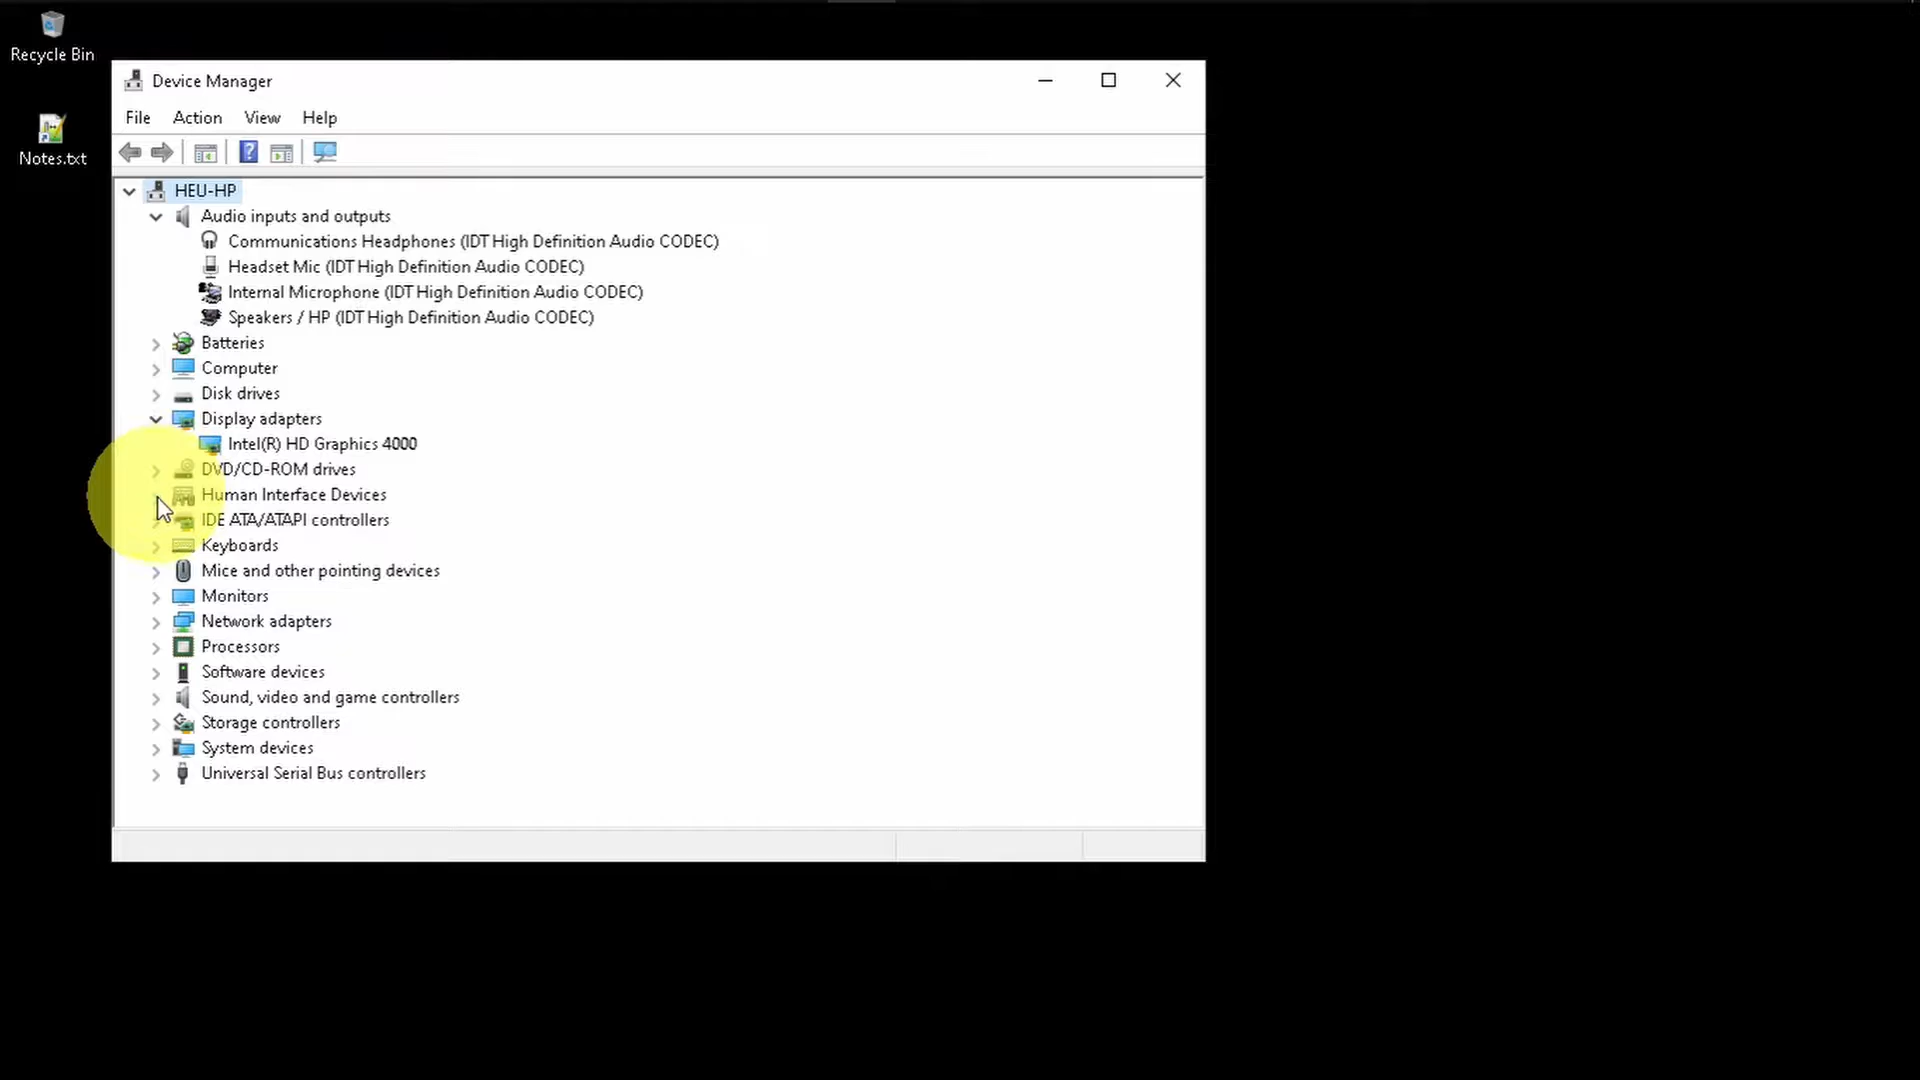 Recycle Bin
Notes.txt
Device Manager
File Action View Help
HEU-HP
Audio inputs and outputs
Communications Headphones (IDT High Definition Audio CODEC)
Headset Mic (IDT High Definition Audio CODEC)
Internal Microphone (IDT High Definition Audio CODEC)
Speakers / HP (IDT High Definition Audio CODEC)
Batteries
Computer
Disk drives
Display adapters
Intel(R) HD Graphics 4000
DVD/CD-ROM drives
Human Interface Devices
IDE ATA/ATAPI controllers
Keyboards
Mice and other pointing devices
Monitors
Network adapters
Processors
Software devices
Sound, video and game controllers
Storage controllers
System devices
Universal Serial Bus controllers